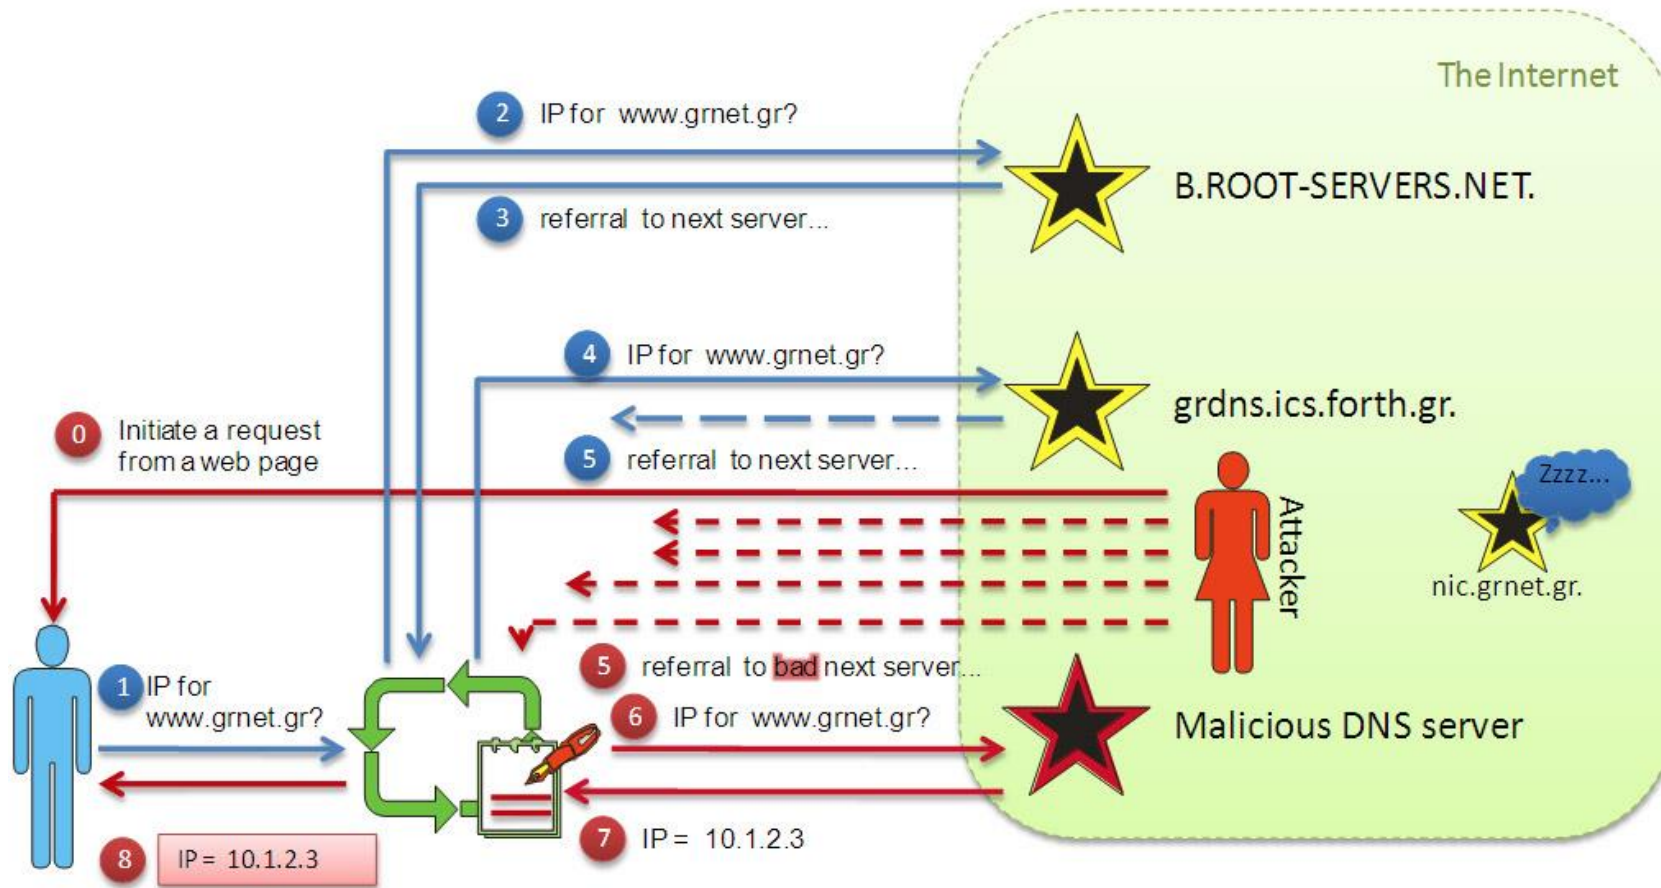 The Internet
2 IP for www.grnet.gr?
B.ROOT-SERVERS.NET.
3 referral to next server...
4 IP for www.grnet.gr?
grdns.ics.forth.gr.
0 Initiate a request
from a web page
5 referral to next server...
Zzzz...
Attacker
nic.grnet.gr.
5 referral to bad next server...
1 IP for
www.grnet.gr?
6 IP for www.grnet.gr?
Malicious DNS server
7 IP = 10.1.2.3
8 IP = 10.1.2.3